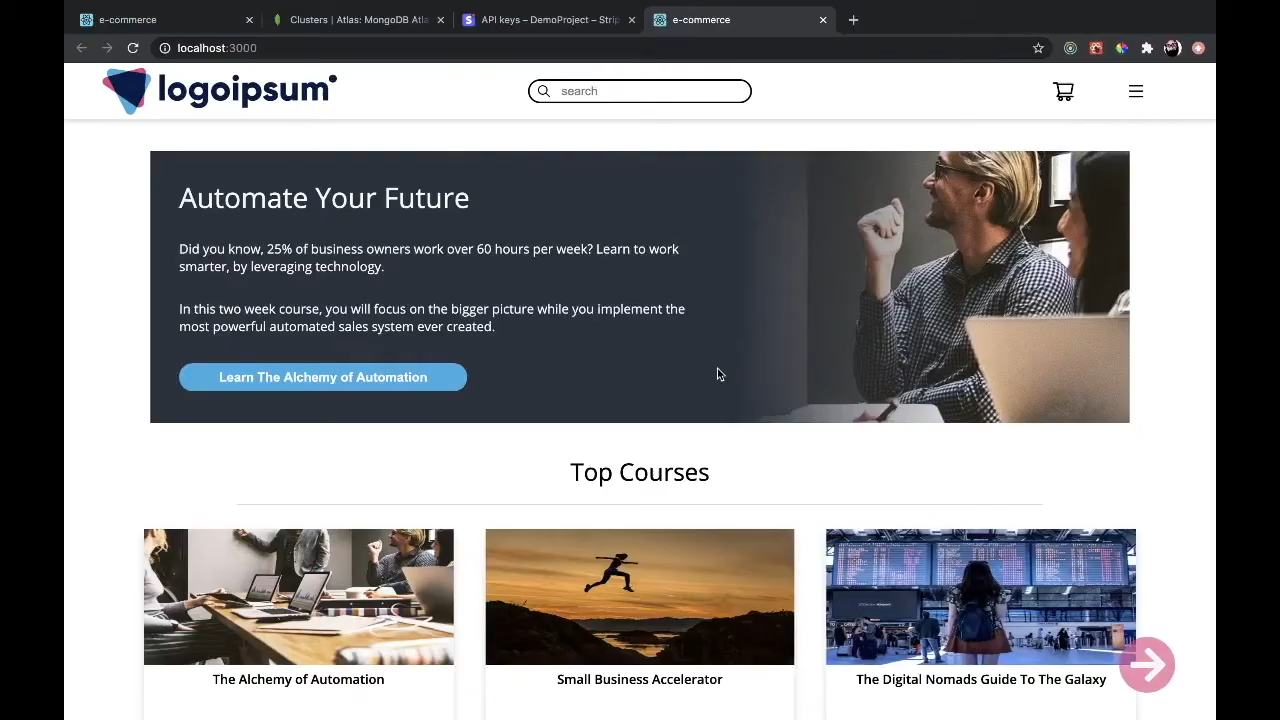 e-commerce
Clusters | Atlas: MongoDB Atla
API keys – DemoProject – Strip
e-commerce
localhost:3000
logoipsum
search
Automate Your Future
Did you know, 25% of business owners work over 60 hours per week? Learn to work
smarter, by leveraging technology.
In this two week course, you will focus on the bigger picture while you implement the
most powerful automated sales system ever created.
Learn The Alchemy of Automation
Top Courses
The Alchemy of Automation
Small Business Accelerator
The Digital Nomads Guide To The Galaxy